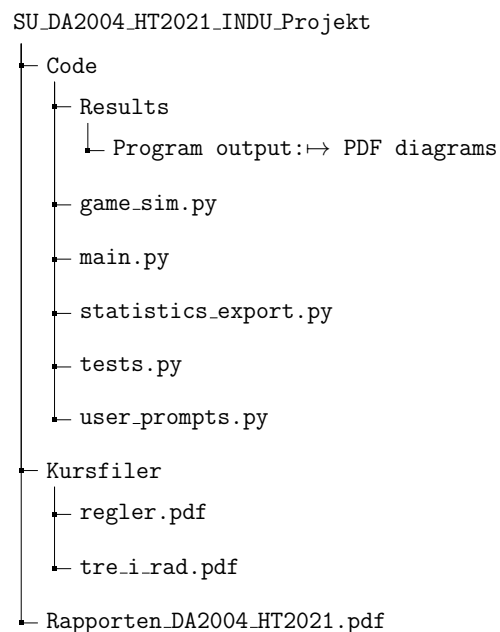 SU_DA2004_HT2021_INDU_Projekt
Code
Results
Program output:↦ PDF diagrams
game_sim.py
main.py
statistics_export.py
tests.py
user_prompts.py
Kursfiler
regler.pdf
tre_i_rad.pdf
Rapporten_DA2004_HT2021.pdf